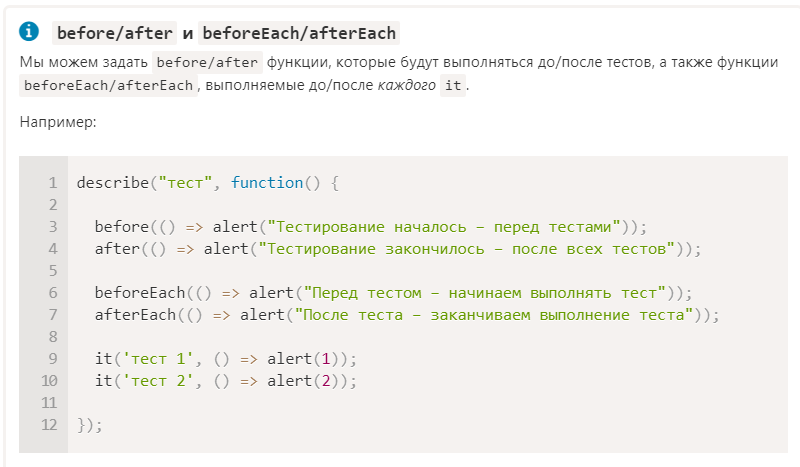 before/after и beforeEach/afterEach
Мы можем задать before/after функции, которые будут выполняться до/после тестов, а также функции
beforeEach/afterEach, выполняемые до/после каждого it.
Например:
1 describe("тест", function() {
2
3 before(() => alert("Тестирование началось – перед тестами"));
4 after(() => alert("Тестирование закончилось – после всех тестов"));
5
6 beforeEach(() => alert("Перед тестом – начинаем выполнять тест"));
7 afterEach(() => alert("После теста – заканчиваем выполнение теста"));
8
9 it('тест 1', () => alert(1));
10 it('тест 2', () => alert(2));
11
12 });